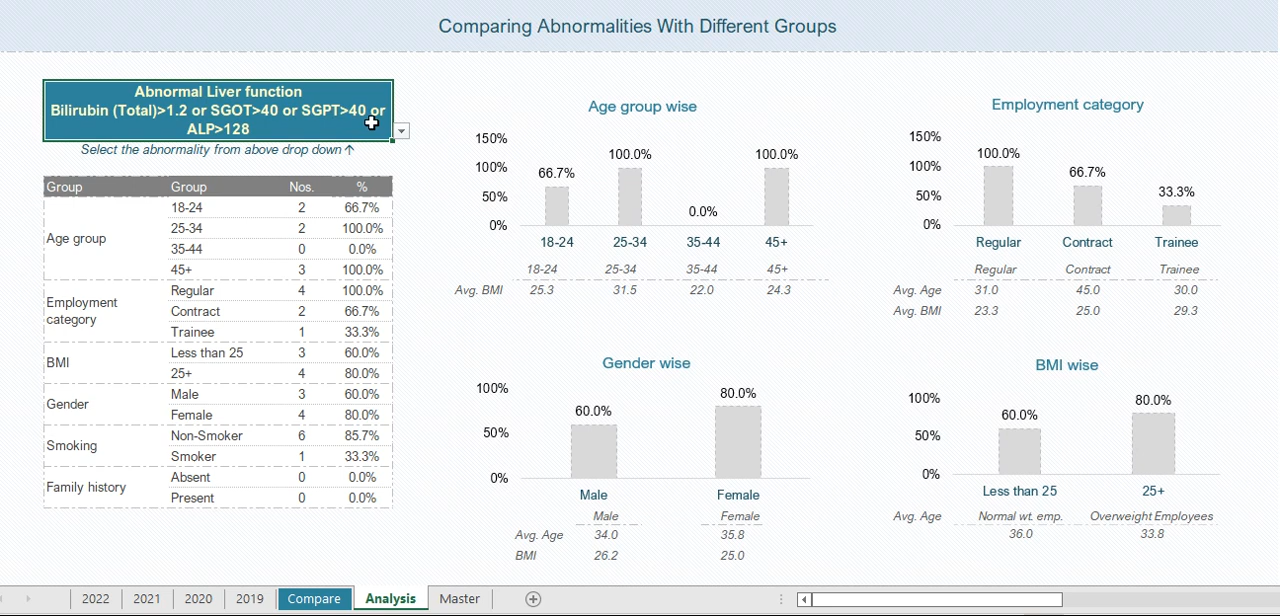 Comparing Abnormalities With Different Groups
Abnormal Liver function
Bilirubin (Total)>1.2 or SGOT>40 or SGPT>40 or
ALP>128
Select the abnormality from above drop down↑
Group Group Nos. %
Age group
18-24 2 66.7%
25-34 2 100.0%
35-44 0 0.0%
45+ 3 100.0%
Employment
category
Regular 4 100.0%
Contract 2 66.7%
Trainee 1 33.3%
BMI
Less than 25 3 60.0%
25+ 4 80.0%
Gender
Male 3 60.0%
Female 4 80.0%
Smoking
Non-Smoker 6 85.7%
Smoker 1 33.3%
Family history
Absent 0 0.0%
Present 0 0.0%
Age group wise
150%
100%
50%
0%
66.7% 100.0% 0.0% 100.0%
18-24 25-34 35-44 45+
18-24 25-34 35-44 45+
Avg. BMI 25.3 31.5 22.0 24.3
Employment category
150%
100%
50%
0%
100.0% 66.7% 33.3%
Regular Contract Trainee
Regular Contract Trainee
Avg. Age 31.0 45.0 30.0
Avg. BMI 23.3 25.0 29.3
Gender wise
100%
50%
0%
60.0% 80.0%
Male Female
Male Female
Avg. Age 34.0 35.8
BMI 26.2 25.0
BMI wise
100%
50%
0%
60.0% 80.0%
Less than 25 25+
Avg. Age Normal wt. emp. Overweight Employees
36.0 33.8
2022 2021 2020 2019 Compare Analysis Master